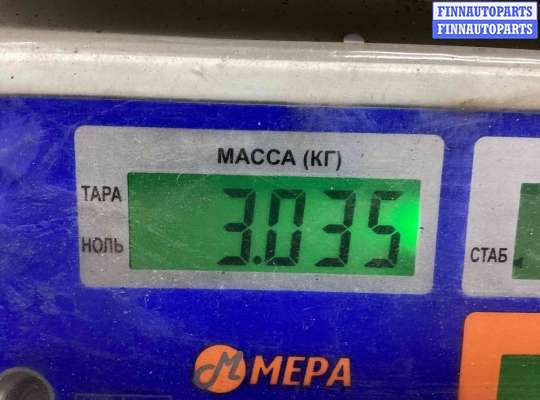 FINNAUTOPARTS
FINNAUTOPARTS
МАССА (КГ)
ТАРА
3.035
НОЛЬ
СТАБ
МЕРА